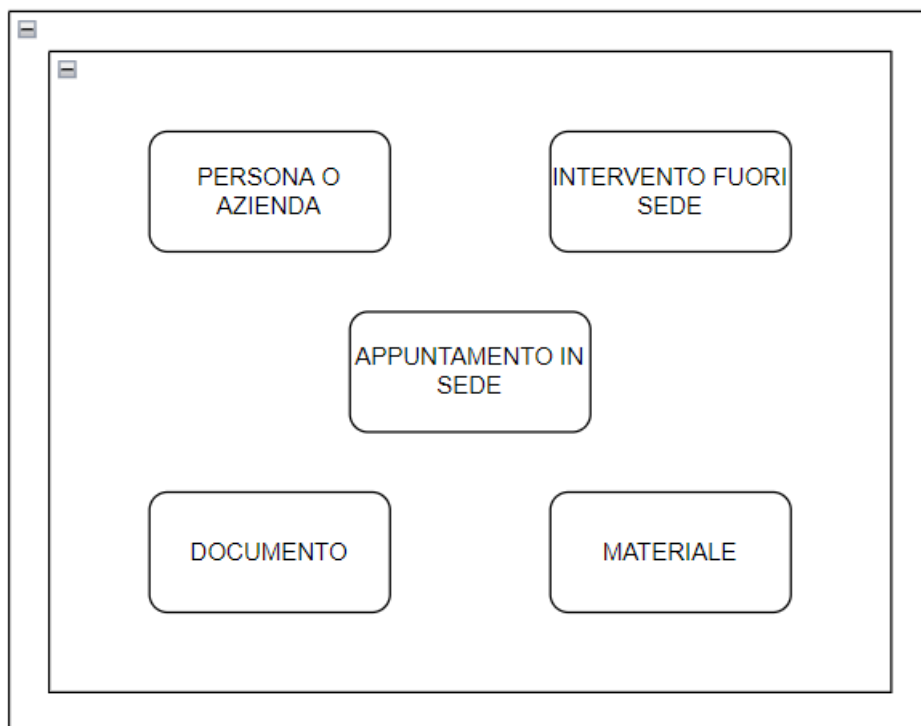 PERSONA O
AZIENDA
INTERVENTO FUORI
SEDE
APPUNTAMENTO IN
SEDE
DOCUMENTO
MATERIALE